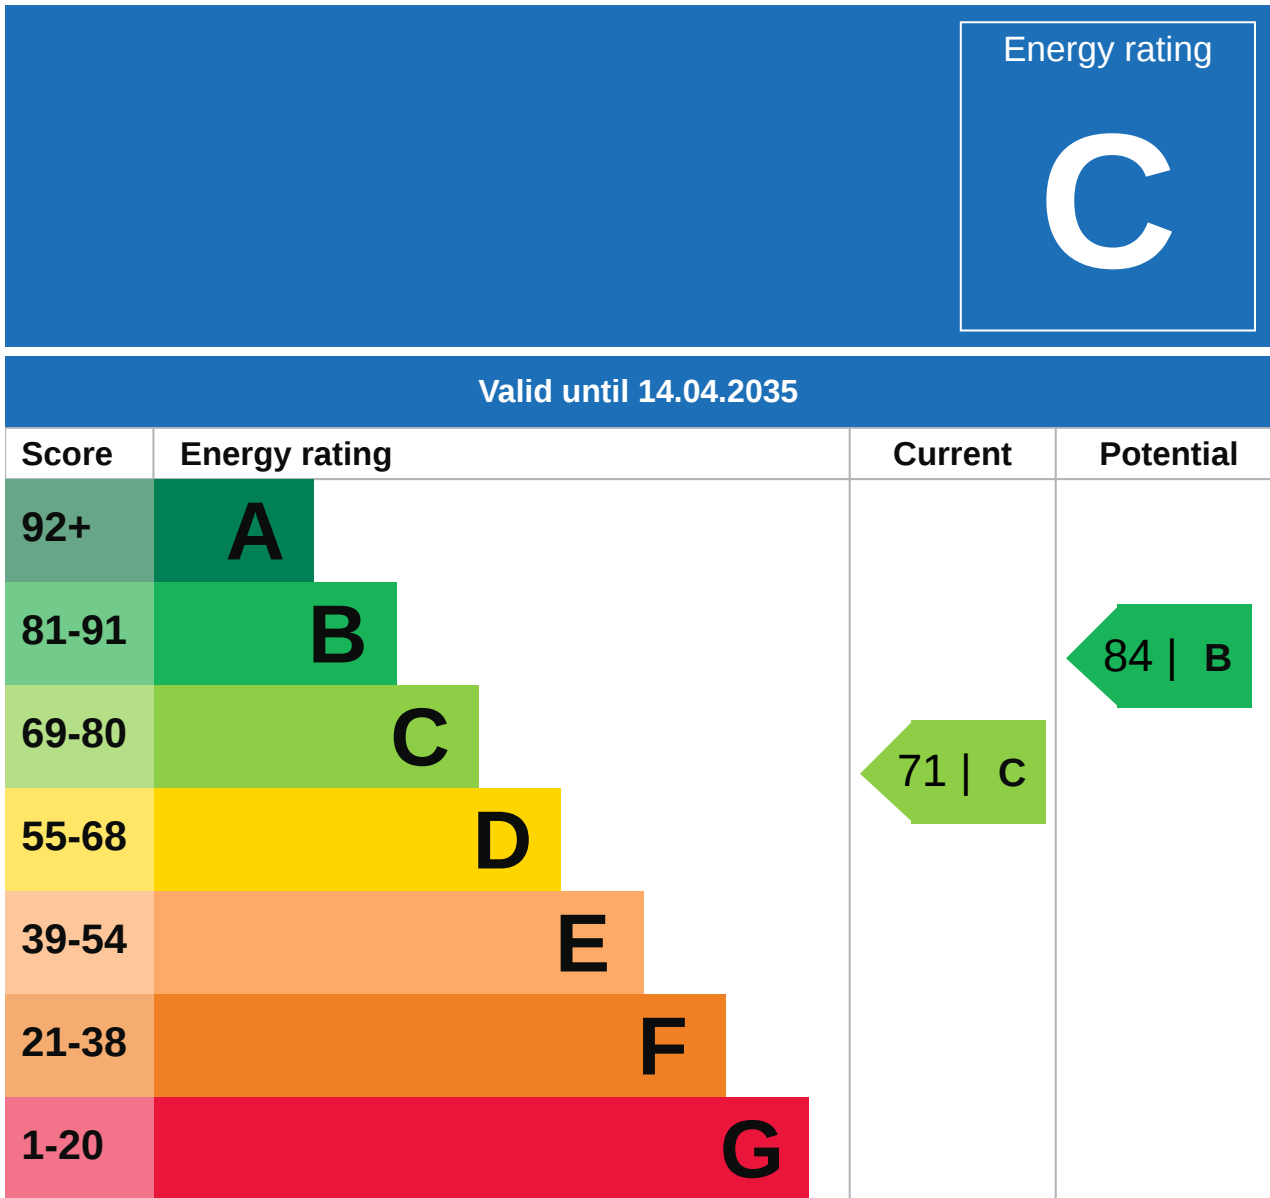 Energy rating
C
Valid until 14.04.2035
Score Energy rating Current Potential
92+ A
81-91 B 84 | B
69-80 C 71 | C
55-68 D
39-54 E
21-38 F
1-20 G